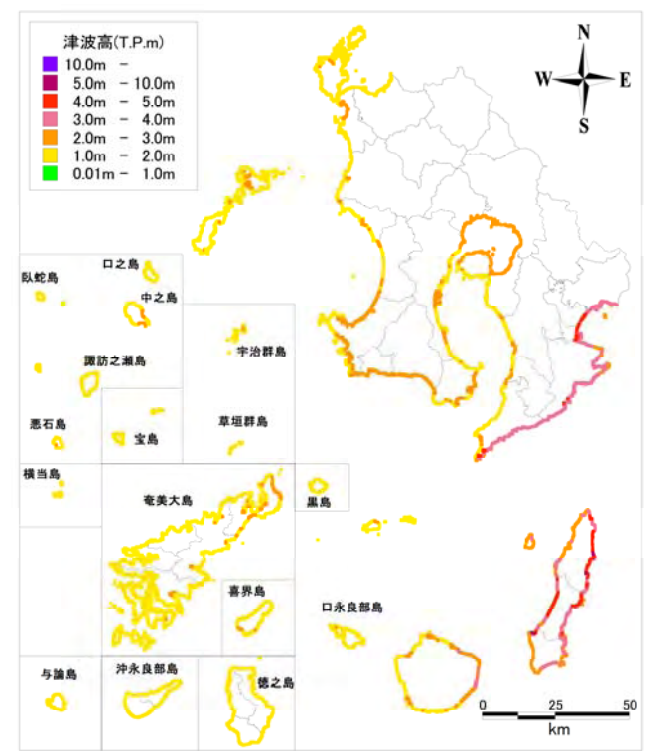 津波高(T.P.m)
10.0m -
5.0m - 10.0m
4.0m - 5.0m
3.0m - 4.0m
2.0m - 3.0m
1.0m - 2.0m
0.01m - 1.0m
N
W E
S
臥蛇島
口之島
中之島
諏訪之瀬島
悪石島
宝島
宇治群島
草垣群島
横当島
奄美大島
黒島
喜界島
口永良部島
与論島
沖永良部島
徳之島
0 25 50
km